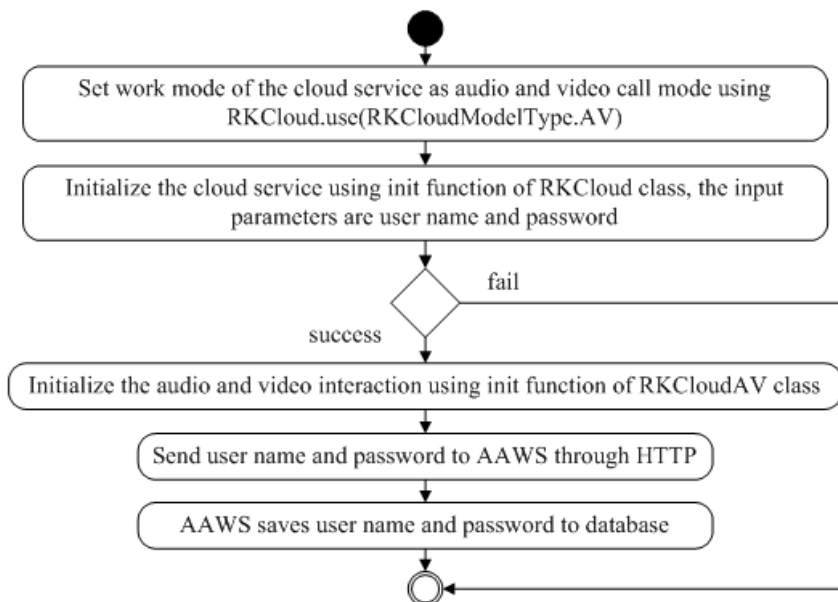 Set work mode of the cloud service as audio and video call mode using
RKCloud.use(RKCloudModelType.AV)
Initialize the cloud service using init function of RKCloud class, the input
parameters are user name and password
fail
success
Initialize the audio and video interaction using init function of RKCloudAV class
Send user name and password to AAWS through HTTP
AAWS saves user name and password to database